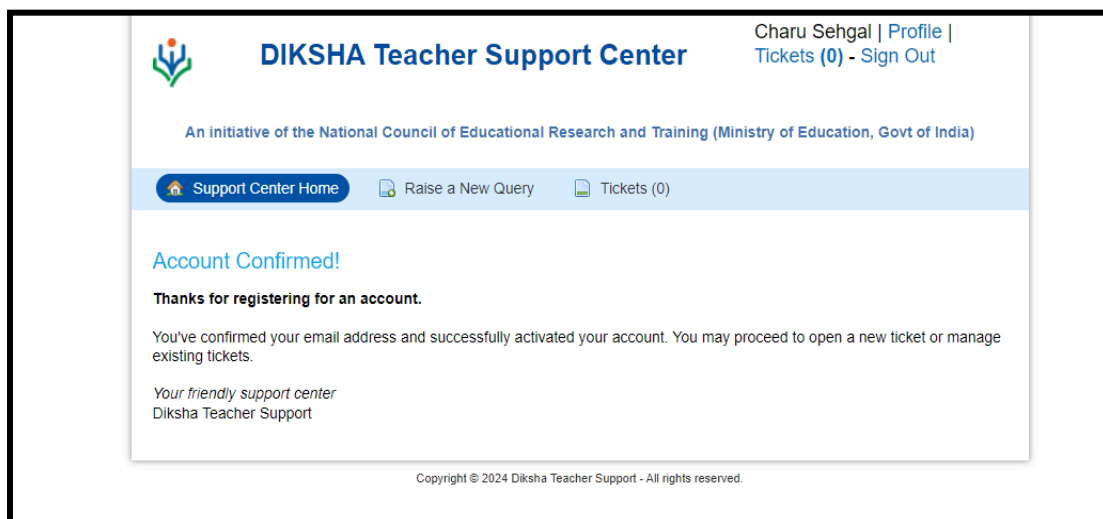 DIKSHA Teacher Support Center
Charu Sehgal | Profile |
Tickets (0) - Sign Out
An initiative of the National Council of Educational Research and Training (Ministry of Education, Govt of India)
Support Center Home Raise a New Query Tickets (0)
Account Confirmed!
Thanks for registering for an account.
You've confirmed your email address and successfully activated your account. You may proceed to open a new ticket or manage
existing tickets.
Your friendly support center
Diksha Teacher Support
Copyright © 2024 Diksha Teacher Support - All rights reserved.